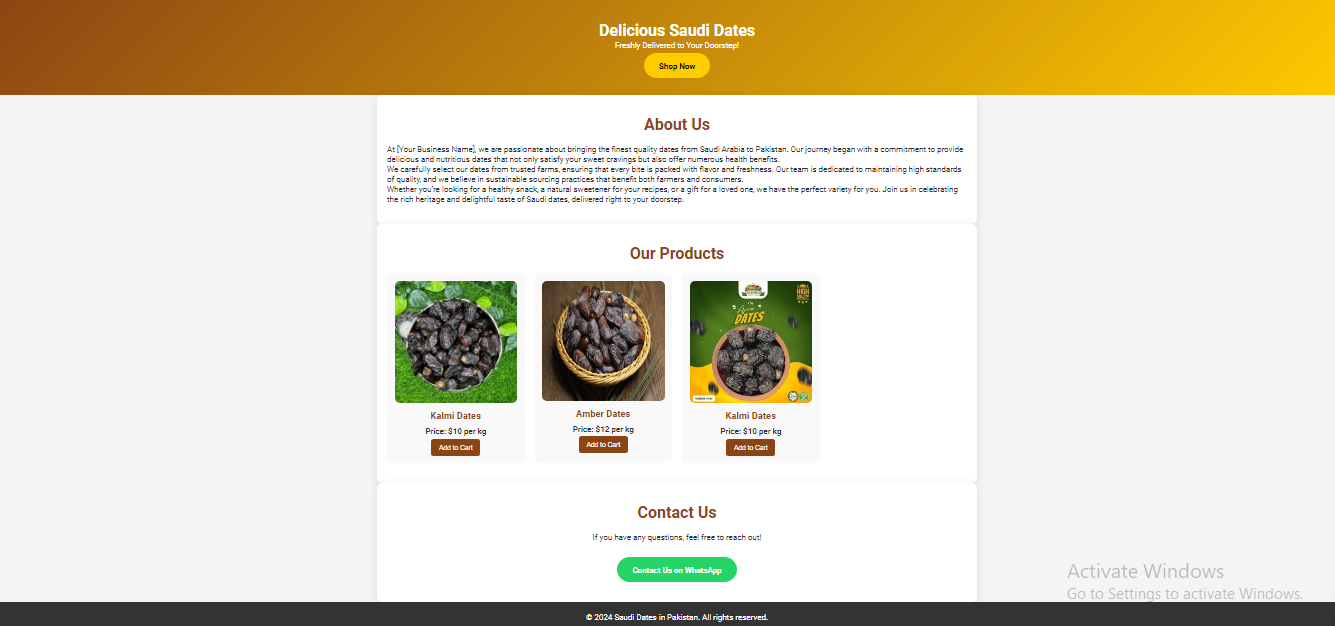 Delicious Saudi Dates
Freshly Delivered to Your Doorstep!
Shop Now
About Us
At [Your Business Name], we are passionate about bringing the finest quality dates from Saudi Arabia to Pakistan. Our journey began with a commitment to provide
delicious and nutritious dates that not only satisfy your sweet cravings but also offer numerous health benefits.
We carefully select our dates from trusted farms, ensuring that every bite is packed with flavor and freshness. Our team is dedicated to maintaining high standards
of quality, and we believe in sustainable sourcing practices that benefit both farmers and consumers.
Whether you're looking for a healthy snack, a natural sweetener for your recipes, or a gift for a loved one, we have the perfect variety for you. Join us in celebrating
the rich heritage and delightful taste of Saudi dates, delivered right to your doorstep.
Our Products
DATES
Kalmi Dates
Price: $10 per kg
Add to Cart
Amber Dates
Price: $12 per kg
Add to Cart
Kalmi Dates
Price: $10 per kg
Add to Cart
Contact Us
If you have any questions, feel free to reach out!
Contact Us on WhatsApp
Activate Windows
Go to Settings to activate Windows.
© 2024 Saudi Dates in Pakistan. All rights reserved.